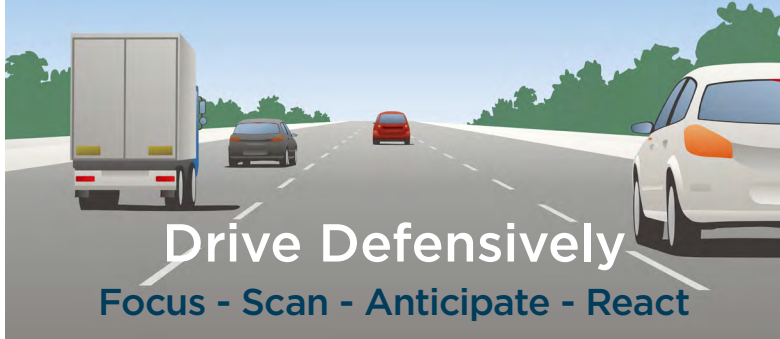 Drive Defensively
Focus - Scan - Anticipate - React